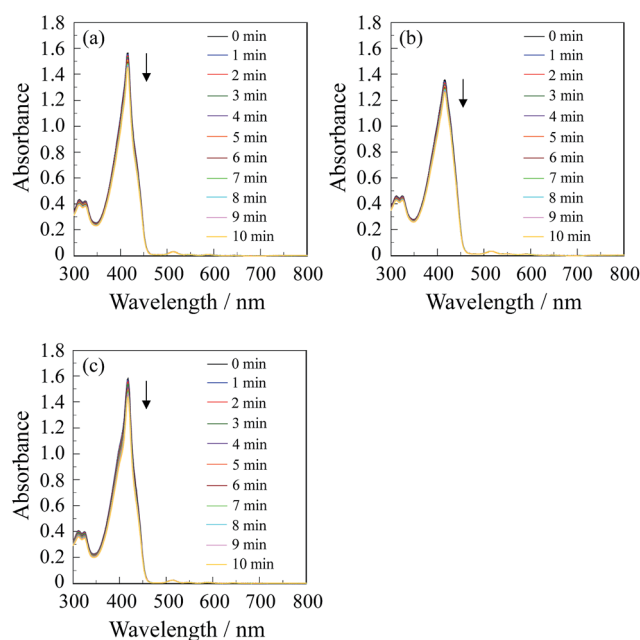 (a)
1.8
1.6
1.4
1.2
1.0
0.8
0.6
0.4
0.2
0
Absorbance
0 min
1 min
2 min
3 min
4 min
5 min
6 min
7 min
8 min
9 min
10 min
300 400 500 600 700 800
Wavelength / nm
(b)
1.8
1.6
1.4
1.2
1.0
0.8
0.6
0.4
0.2
0
Absorbance
0 min
1 min
2 min
3 min
4 min
5 min
6 min
7 min
8 min
9 min
10 min
300 400 500 600 700 800
Wavelength / nm
(c)
1.8
1.6
1.4
1.2
1.0
0.8
0.6
0.4
0.2
0.0
Absorbance
0 min
1 min
2 min
3 min
4 min
5 min
6 min
7 min
8 min
9 min
10 min
300 400 500 600 700 800
Wavelength / nm